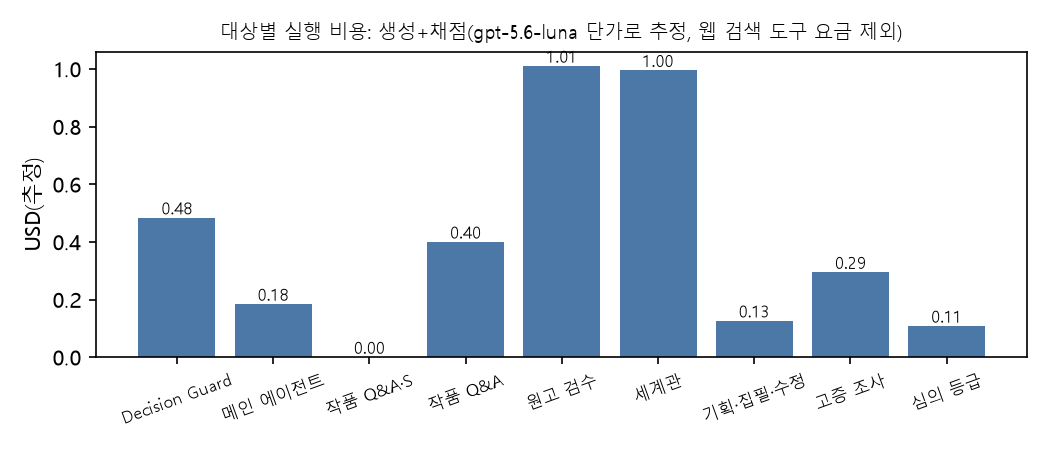 대상별 실행 비용: 생성+채점(gpt-5.6-luna 단가로 추정, 웹 검색 도구 요금 제외)
USD(추정)
1.0
0.8
0.6
0.4
0.2
0.0
0.48
0.18
0.00
0.40
1.01
1.00
0.13
0.29
0.11
Decision Guard
메인 에이전트
작품 Q&A·S
작품 Q&A
원고 검수
세계관
기획·집필·수정
고증 조사
심의 등급